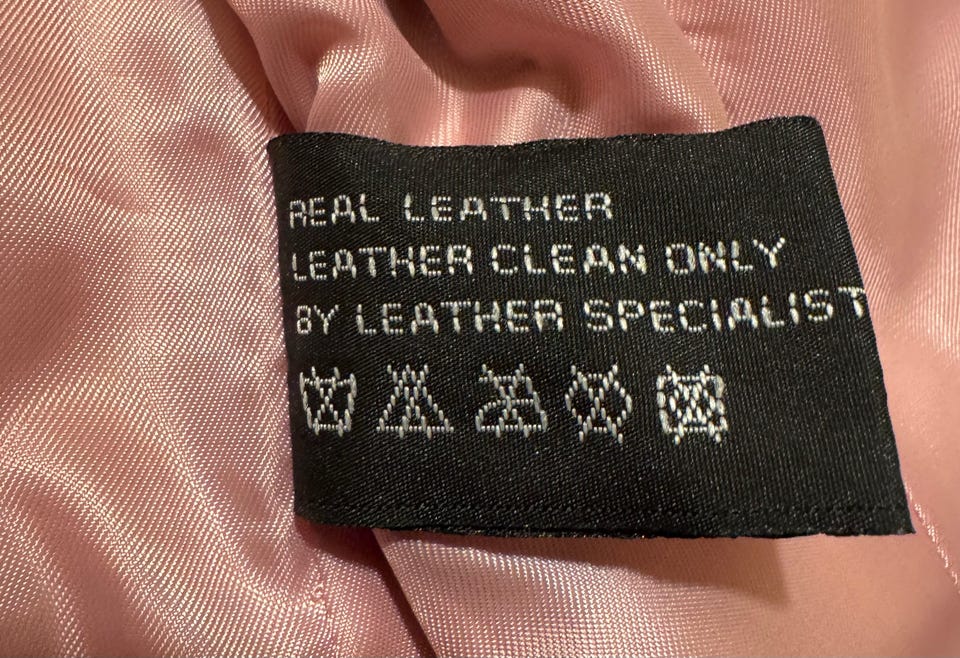 REAL LEATHER
LEATHER CLEAN ONLY
BY LEATHER SPECIALIST